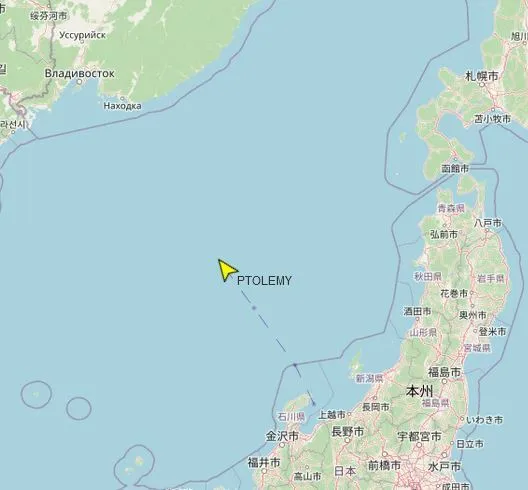 绥芬河市
Уссурийск
Владивосток
Находка
라선시
旭川
札幌市
苫小牧市
函館市
青森県
弘前市
八戸市
秋田県
岩手県
花巻市
奥州市
酒田市
登米市
山形県
宮城県
PTOLEMY
福島市
新潟県
本州
福島県
石川県
上越市
長岡市
いわき市
金沢市
長野市
宇都宮市
日立市
福井市
日本
前橋市
水戸市
高山市
成田市